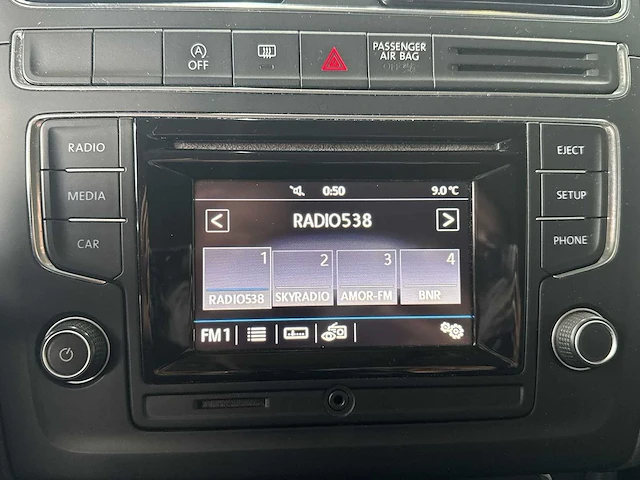 A OFF
PASSENGER
AIR BAG
RADIO
MEDIA
CAR
EJECT
SETUP
PHONE
0:50 9.0 °C
< RADIO538 >
1 2 3 4
RADIO538 SKYRADIO AMOR-FM BNR
FM1